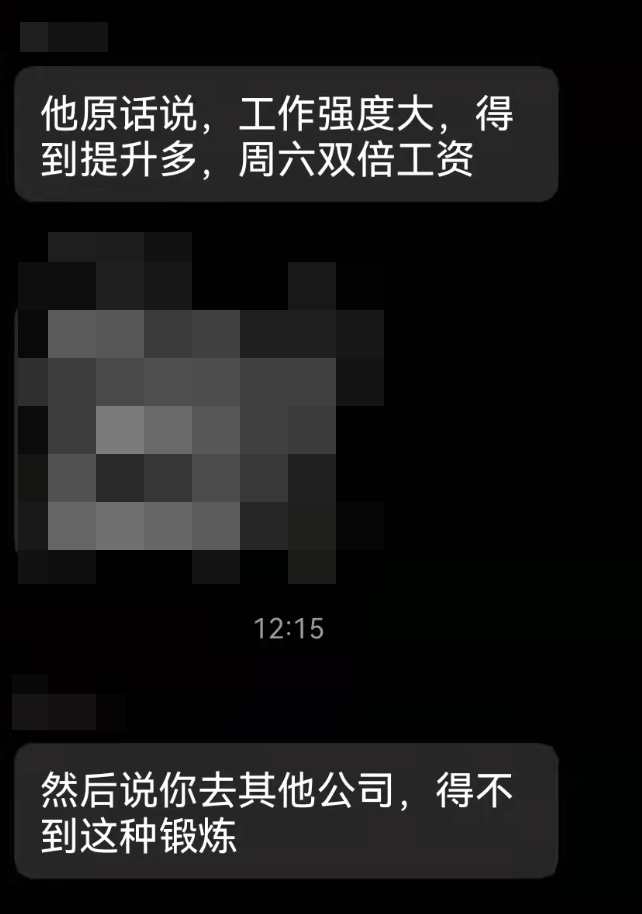 他原话说，工作强度大，得
到提升多，周六双倍工资
12:15
然后说你去其他公司，得不
到这种锻炼